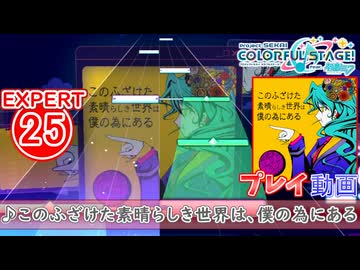 Project SEKAI
COLORFUL STAGE!
feat.初音ミク
EXPERT
25
このふざけた
素晴らしき世界は
僕の為にある
このふざけた
素晴らしき世界は
僕の為にある
プレイ動画
♪このふざけた素晴らしき世界は、僕の為にある